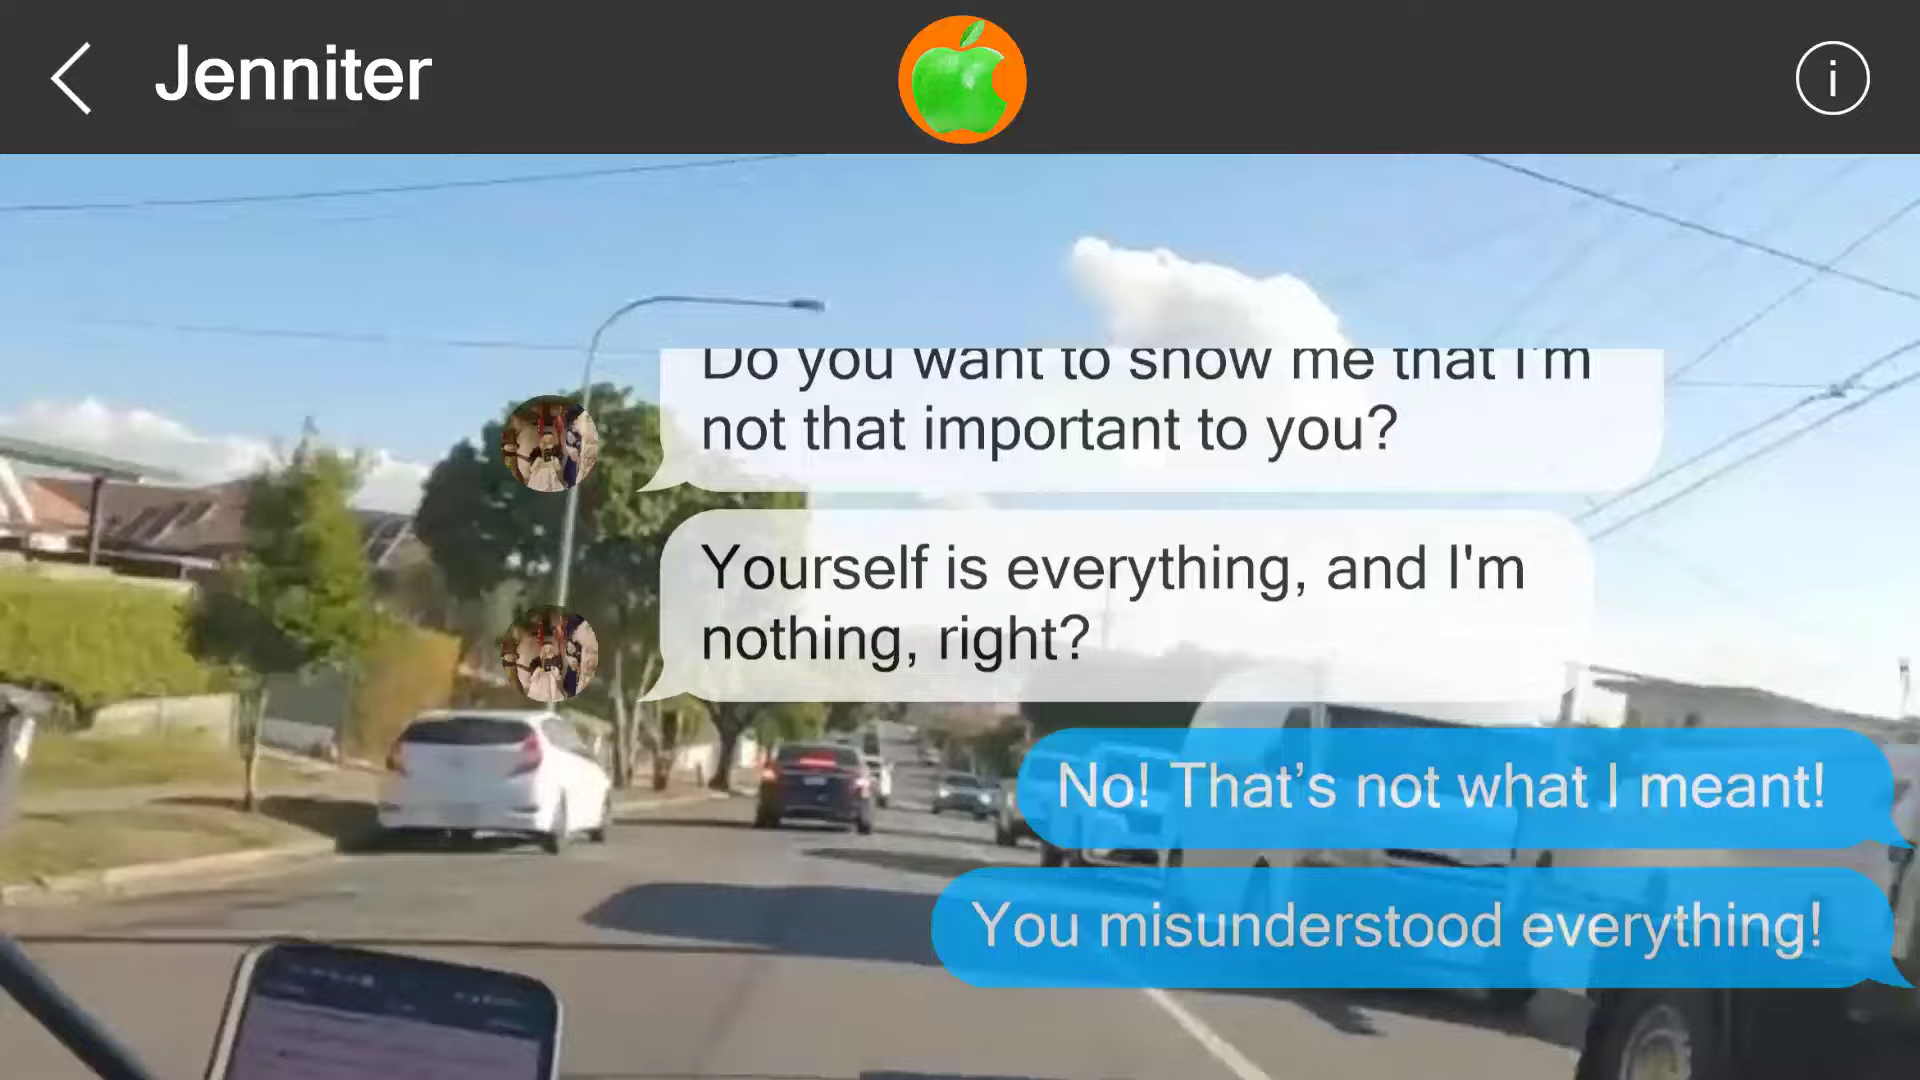 Jenniter
Do you want to show me that I'm
not that important to you?
Yourself is everything, and I'm
nothing, right?
No! That’s not what I meant!
You misunderstood everything!